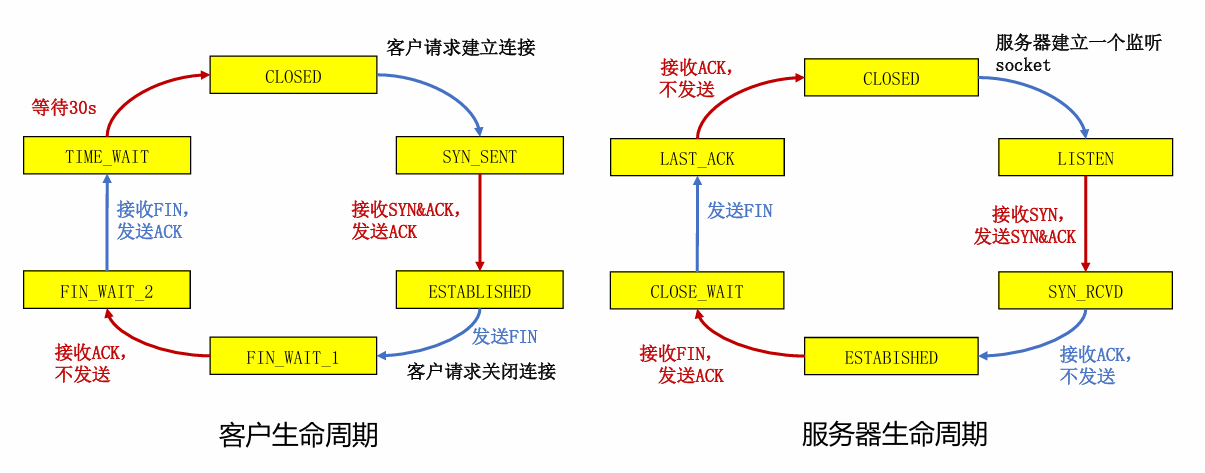 客户请求建立连接
CLOSED
等待30s
TIME_WAIT
SYN_SENT
接收FIN，
发送ACK
接收SYN&ACK，
发送ACK
FIN_WAIT_2
ESTABLISHED
发送FIN
接收ACK，
不发送
FIN_WAIT_1
客户请求关闭连接
客户生命周期
服务器建立一个监听
socket
接收ACK，
不发送
CLOSED
LAST_ACK
LISTEN
发送FIN
接收SYN，
发送SYN&ACK
CLOSE_WAIT
SYN_RCVD
接收FIN，
发送ACK
ESTABISHED
接收ACK，
不发送
服务器生命周期